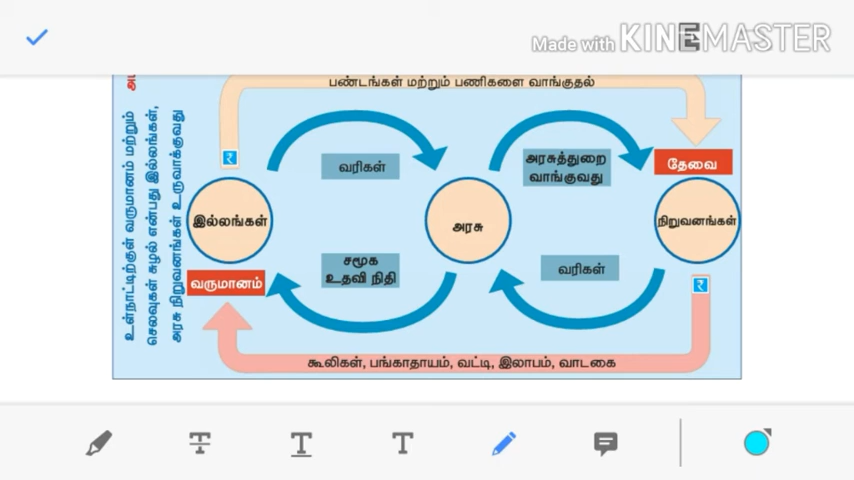 Made with KINEMASTER
பண்டங்கள் மற்றும் பணிகளை வாங்குதல்
உள்நாட்டிற்குள் வருமானம் மற்றும்
செலவுகள் சுழல் என்பது இல்லங்கள்,
அரசு நிறுவனங்கள் உருவாக்குவது
₹
வரிகள்
அரசுத்துறை
வாங்குவது
தேவை
இல்லங்கள்
அரசு
நிறுவனங்கள்
சமூக
உதவி நிதி
வரிகள்
வருமானம்
₹
கூலிகள், பங்காதாயம், வட்டி, இலாபம், வாடகை
T
T
T